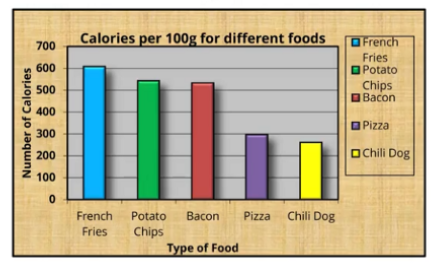 Calories per 100g for different foods
Number of Calories
700
600
500
400
300
200
100
0
French
Fries
Potato
Chips
Bacon
Pizza
Chili Dog
Type of Food
French
Fries
Potato
Chips
Bacon
Pizza
Chili Dog